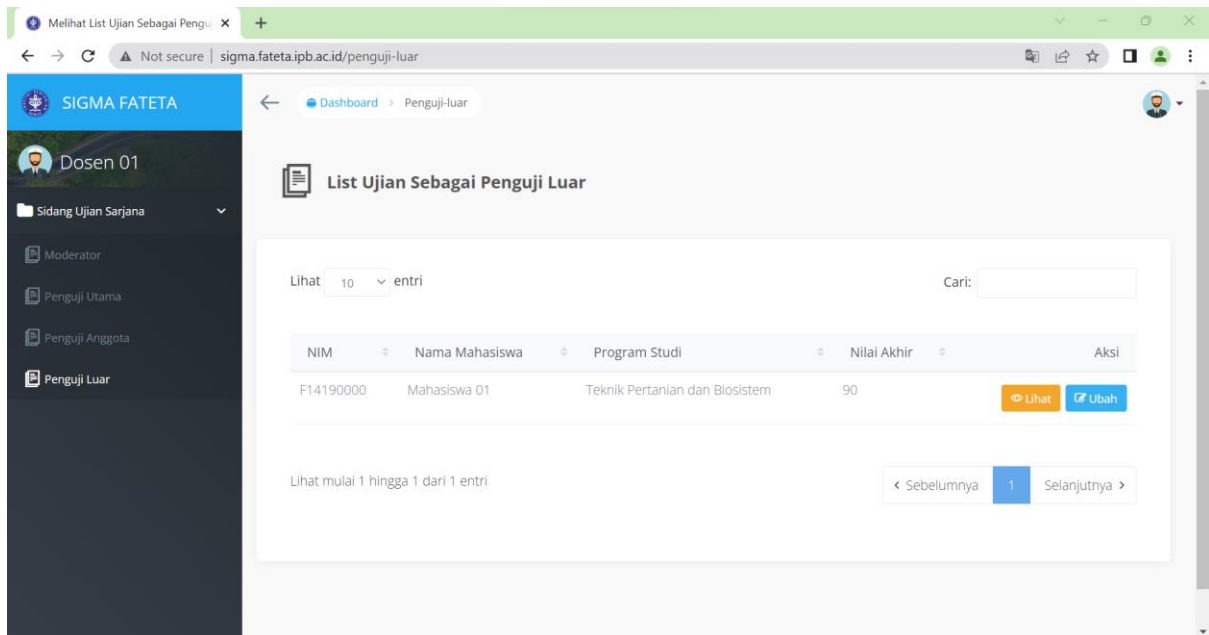 Melihat List Ujian Sebagai Pengu
Not secure | sigma.fateta.ipb.ac.id/penguji-luar
SIGMA FATETA
Dashboard > Penguji-luar
Dosen 01
List Ujian Sebagai Penguji Luar
Sidang Ujian Sarjana
Moderator
Penguji Utama
Penguji Anggota
Penguji Luar
Lihat 10 entri
Cari:
NIM Nama Mahasiswa Program Studi Nilai Akhir Aksi
F14190000 Mahasiswa 01 Teknik Pertanian dan Biosistem 90 Lihat Ubah
Lihat mulai 1 hingga 1 dari 1 entri
Sebelumnya 1 Selanjutnya